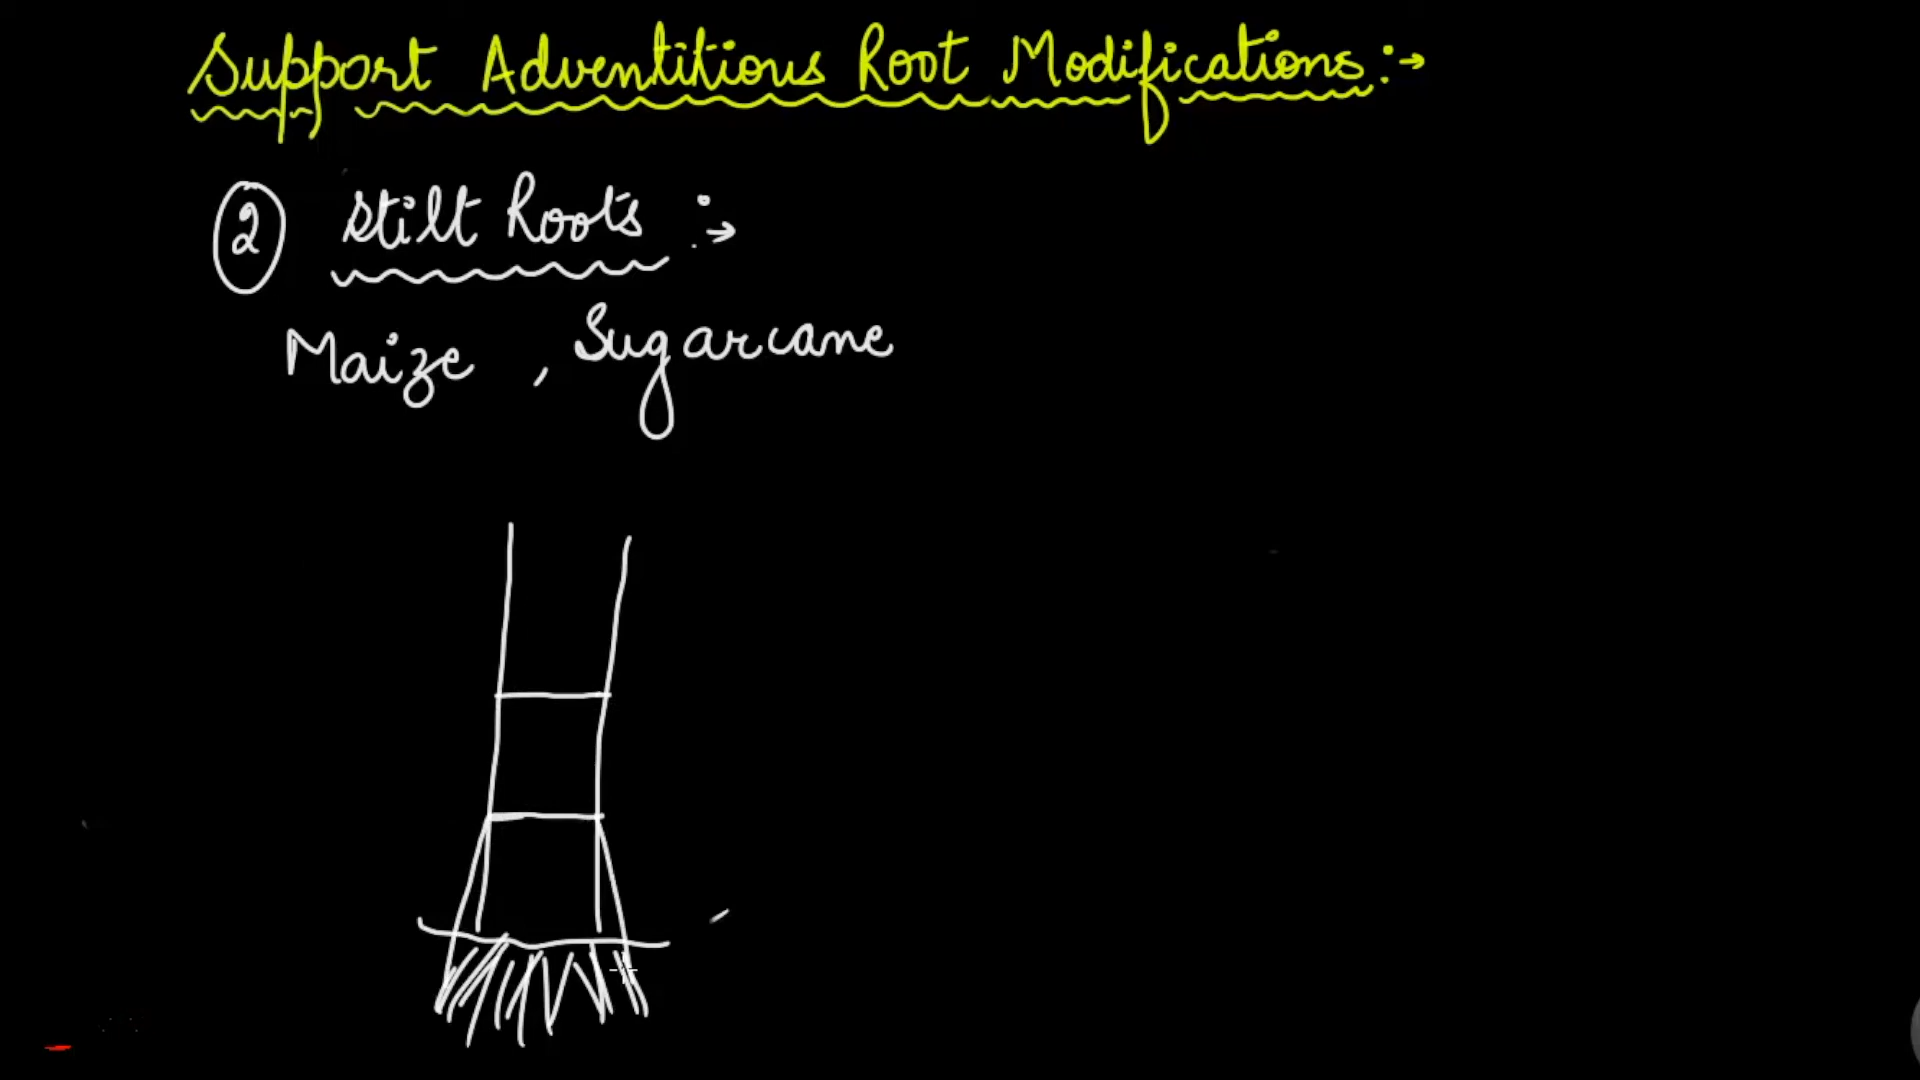 Support Adventitious Root Modifications :→
② Stilt Roots :→
Maize , Sugarcane